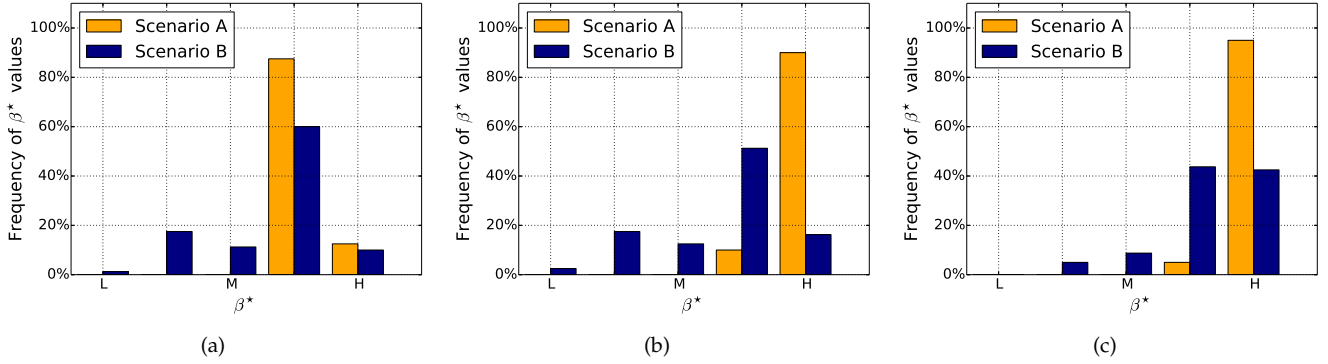 Frequency of β* values
100%
80%
60%
40%
20%
0%
Scenario A
Scenario B
L
M
H
β*
(a)
Frequency of β* values
100%
80%
60%
40%
20%
0%
Scenario A
Scenario B
L
M
H
β*
(b)
Frequency of β* values
100%
80%
60%
40%
20%
0%
Scenario A
Scenario B
L
M
H
β*
(c)